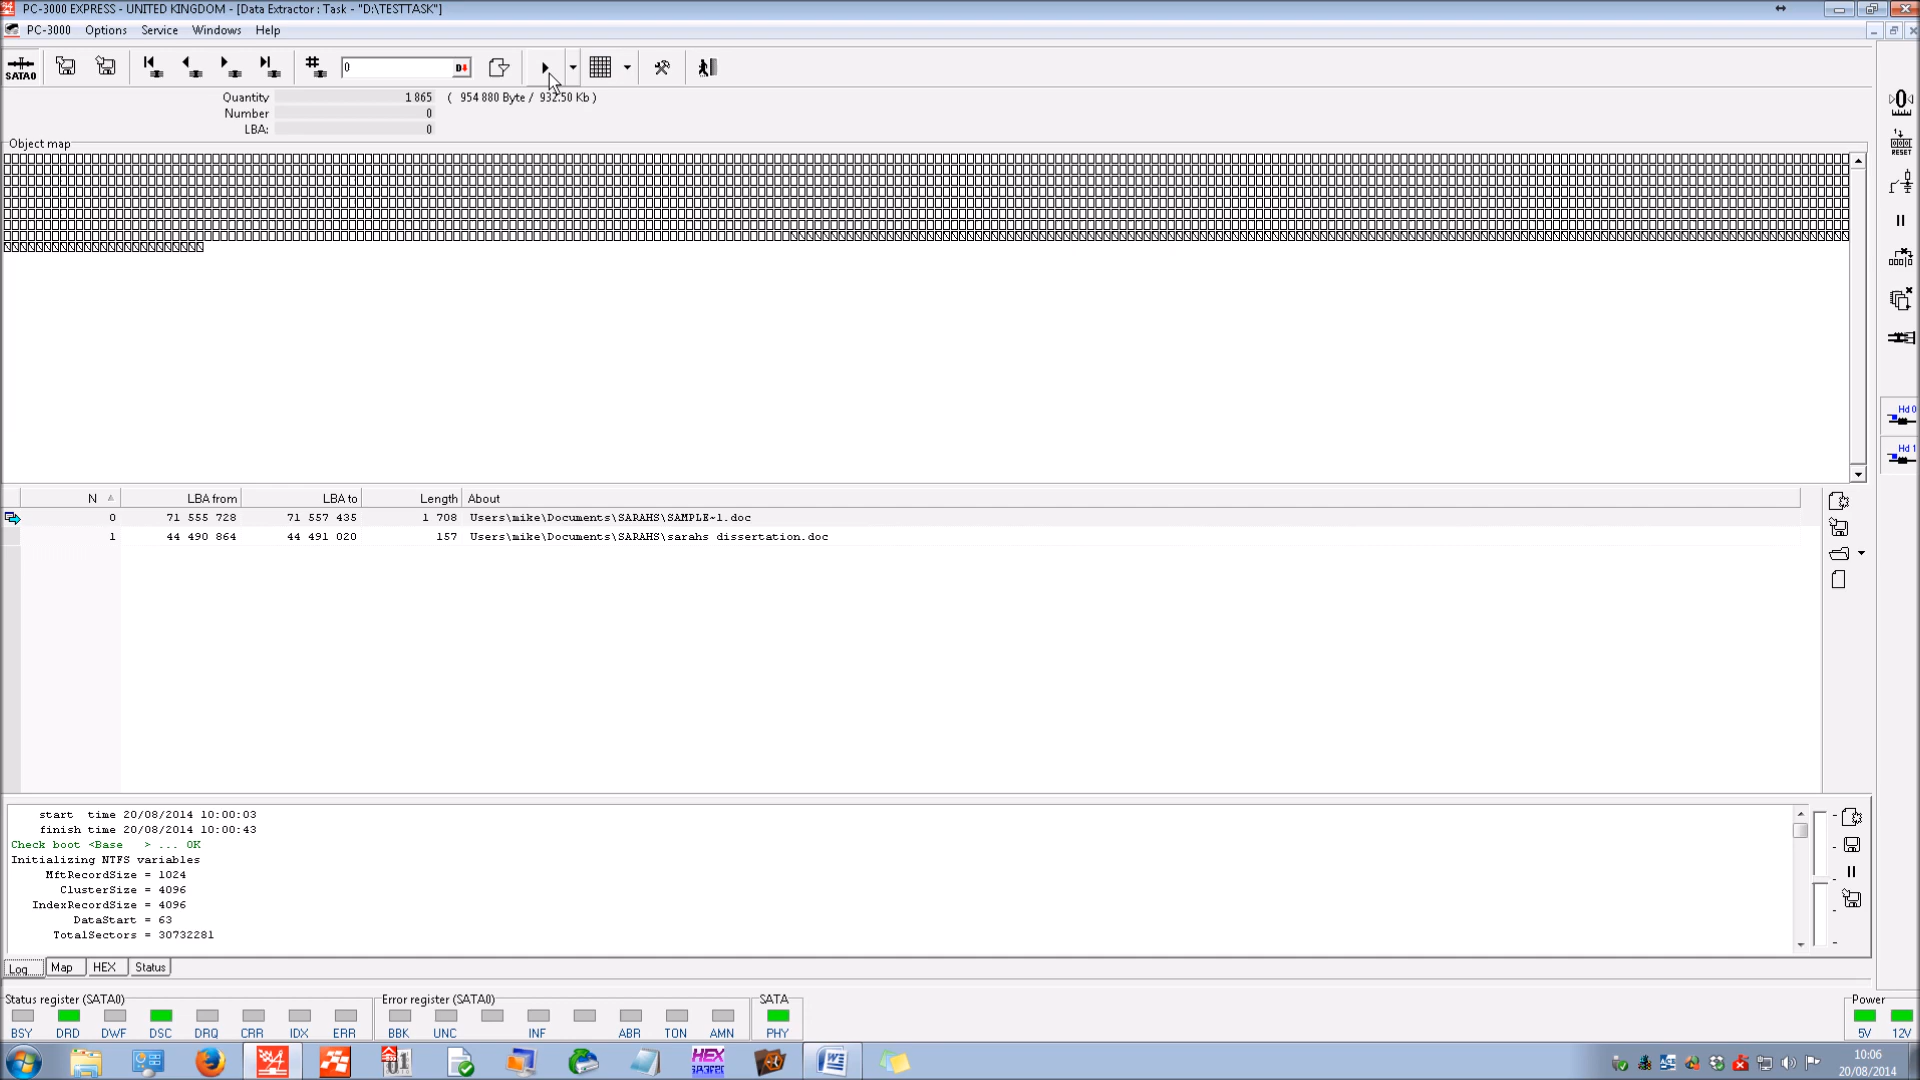 PC-3000 EXPRESS - UNITED KINGDOM - [Data Extractor : Task - "D:\TESTTASK"]
PC-3000 Options Service Windows Help
SATA0 0
Quantity 1 865 ( 954 880 Byte / 932.50 Kb )
Number 0
LBA: 0
Object map
RESET
Hd 0
Hd 1
N LBA from LBA to Length About
0 71 555 728 71 557 435 1 708 Users\mike\Documents\SARAHS\SAMPLE~1.doc
1 44 490 864 44 491 020 157 Users\mike\Documents\SARAHS\sarahs dissertation.doc
start time 20/08/2014 10:00:03
finish time 20/08/2014 10:00:43
Check boot <Base > ... OK
Initializing NTFS variables
MftRecordSize = 1024
ClusterSize = 4096
IndexRecordSize = 4096
DataStart = 63
TotalSectors = 30732281
Log Map HEX Status
Status register (SATA0) Error register (SATA0) SATA Power
BSY DRD DWF DSC DRQ CRR IDX ERR BBK UNC INF ABR TON AMN PHY 5V 12V
HEX
10:06
20/08/2014